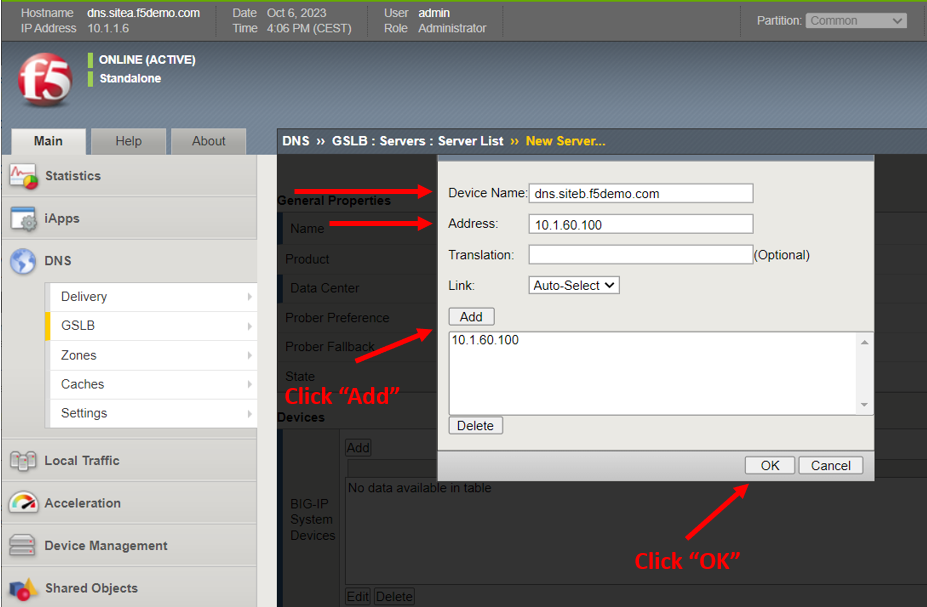 Hostname dns.sitea.f5demo.com Date Oct 6, 2023 User admin
IP Address 10.1.1.6 Time 4:06 PM (CEST) Role Administrator
Partition: Common
f5
ONLINE (ACTIVE)
Standalone
Main Help About
DNS ›› GSLB : Servers : Server List ›› New Server...
Statistics
iApps
DNS
Delivery
GSLB
Zones
Caches
Settings
Local Traffic
Acceleration
Device Management
Shared Objects
General Properties
Name
Product
Data Center
Prober Preference
Prober Fallback
State
Devices
BIG-IP
System
Devices
Add
No data available in table
Edit Delete
Device Name: dns.siteb.f5demo.com
Address: 10.1.60.100
Translation: (Optional)
Link: Auto-Select
Add
10.1.60.100
Delete
OK Cancel
Click “Add”
Click “OK”